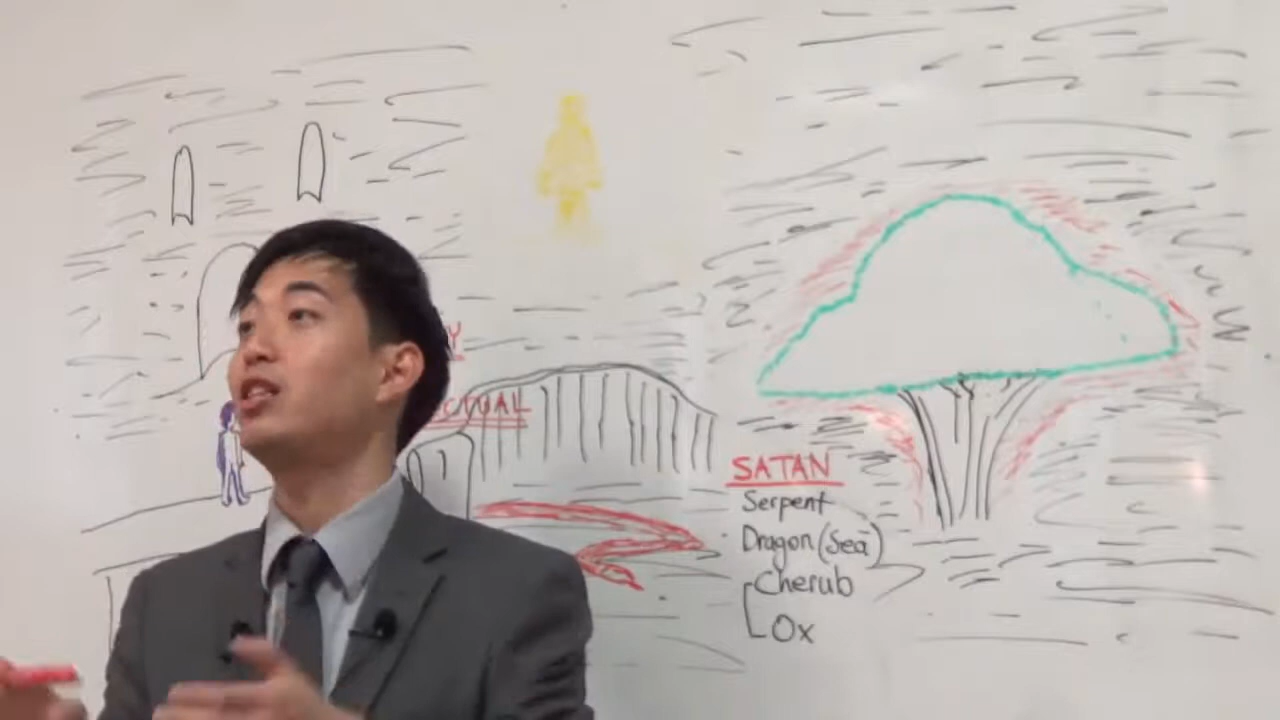 SATAN
Serpent
Dragon (Sea)
Cherub
Ox